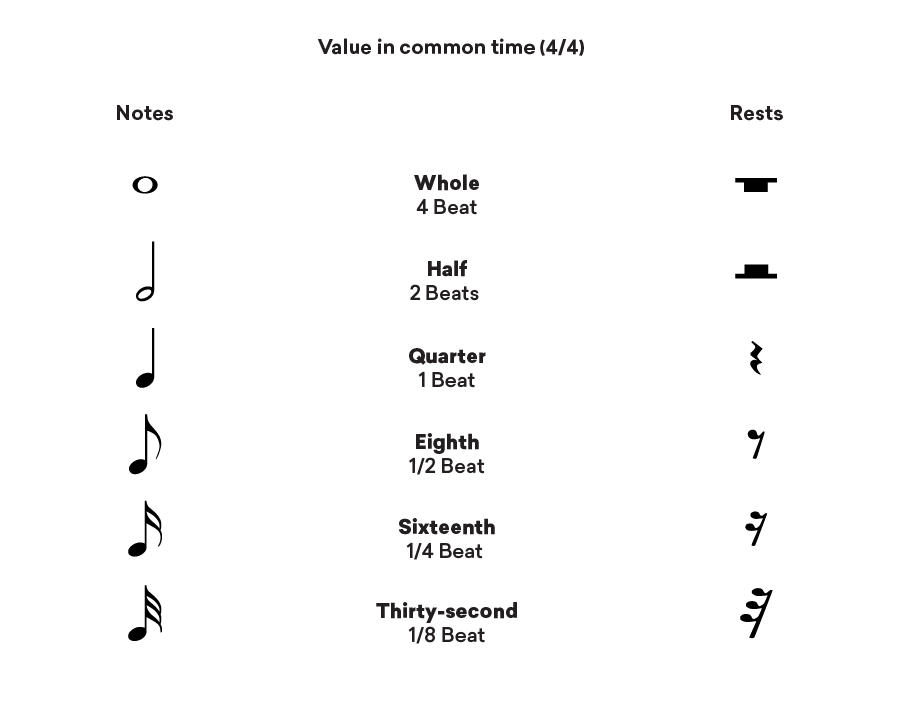 Value in common time (4/4)
Notes
Rests
Whole
4 Beat
Half
2 Beats
Quarter
1 Beat
Eighth
1/2 Beat
Sixteenth
1/4 Beat
Thirty-second
1/8 Beat